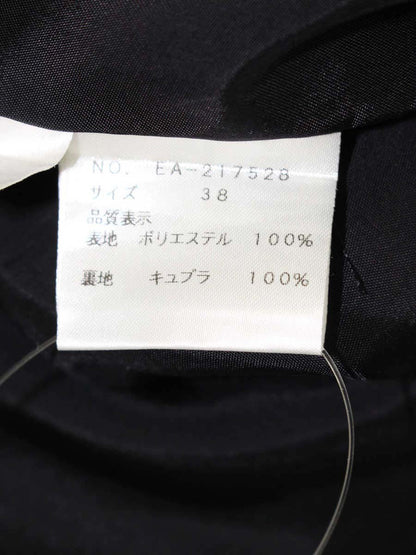 NO. EA-217528
サイズ 38
品質表示
表地 ポリエステル 100%
裏地 キュプラ 100%